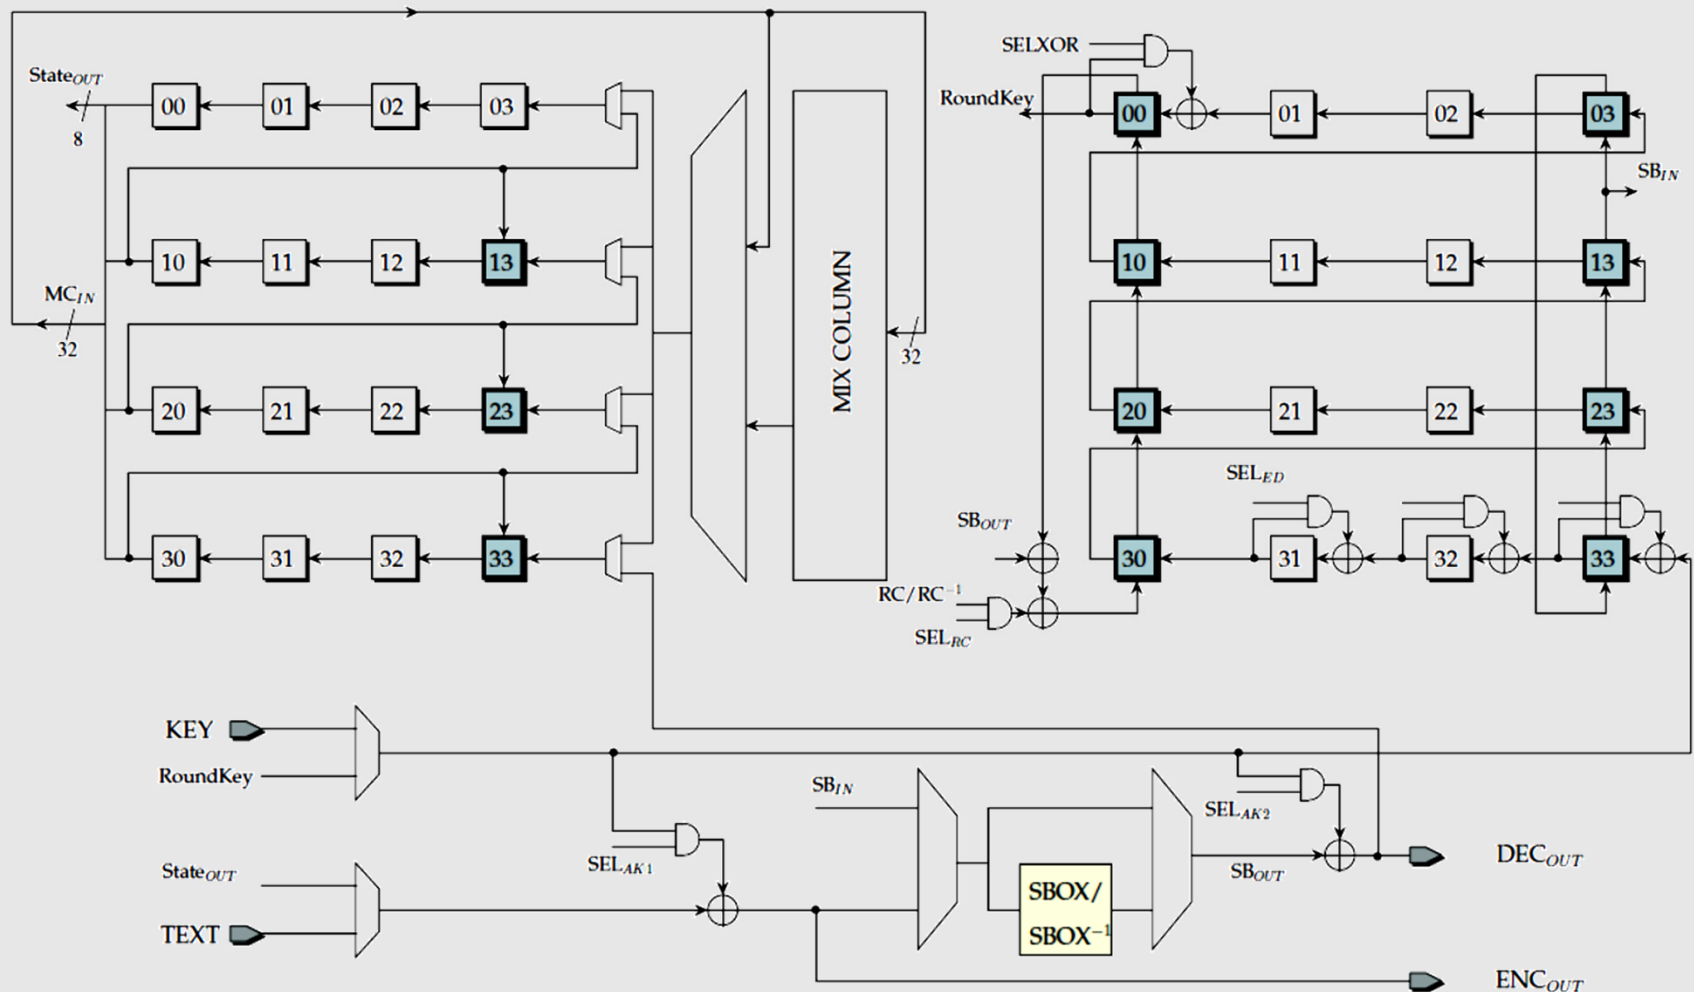 State_OUT
8
00 01 02 03
10 11 12 13
MC_IN
32
20 21 22 23
30 31 32 33
MIX COLUMN
32
SELXOR
RoundKey
00 01 02 03
SB_IN
10 11 12 13
20 21 22 23
SEL_ED
SB_OUT
30 31 32 33
RC/RC⁻¹
SEL_RC
KEY
RoundKey
SB_IN
SEL_AK2
SEL_AK1
State_OUT
TEXT
SBOX/
SBOX⁻¹
SB_OUT
DEC_OUT
ENC_OUT